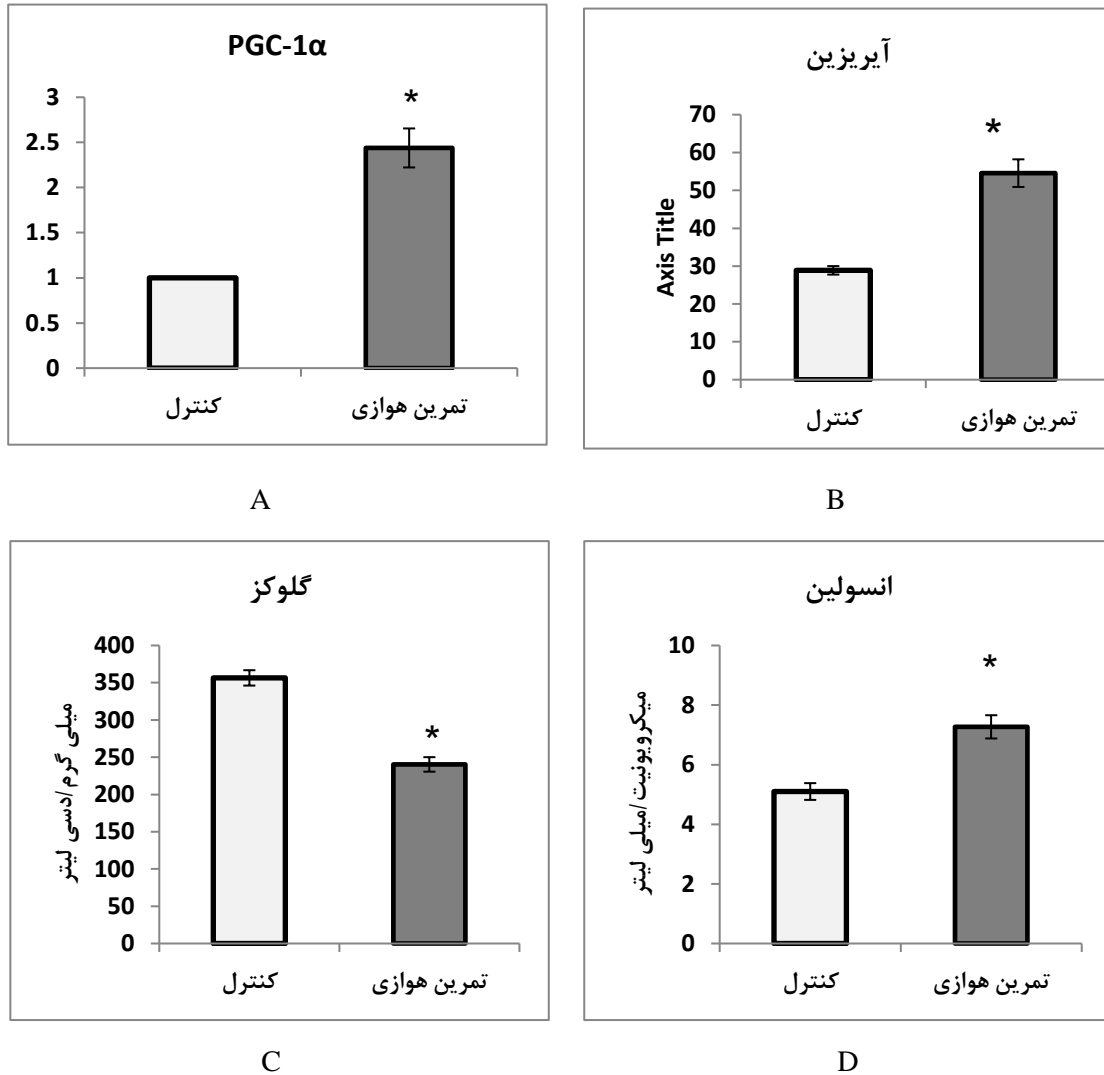 PGC-1α
3
2.5
2
1.5
1
0.5
0
*
کنترل
تمرین هوازی
A
آیریزین
Axis Title
70
60
50
40
30
20
10
0
*
کنترل
تمرین هوازی
B
گلوکز
میلی گرم/دسی لیتر
400
350
300
250
200
150
100
50
0
*
کنترل
تمرین هوازی
C
انسولین
میکرویونیت/میلی لیتر
10
8
6
4
2
0
*
کنترل
تمرین هوازی
D